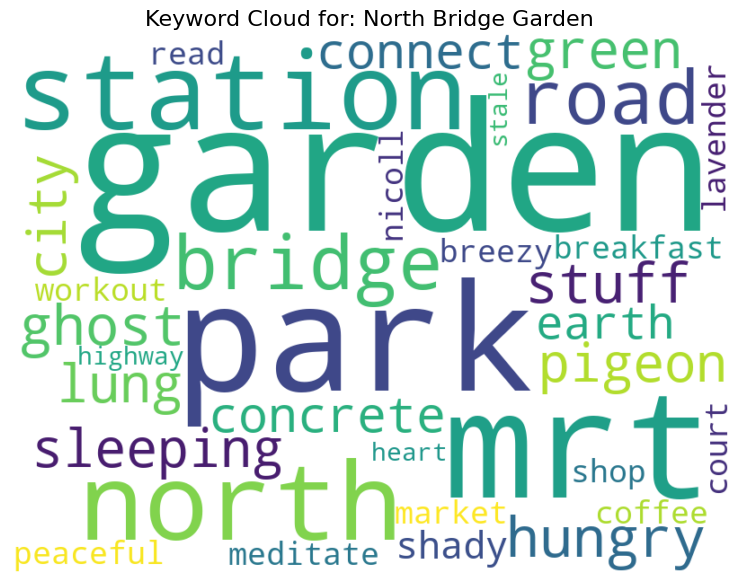 Keyword Cloud for: North Bridge Garden
read
connect
green
station
stale
road
lavender
garden
nicoll
city
bridge
breezy
breakfast
workout
stuff
ghost
park
earth
highway
pigeon
lung
concrete
mrt
sleeping
heart
shop
court
north
market
coffee
shady
hungry
peaceful
meditate